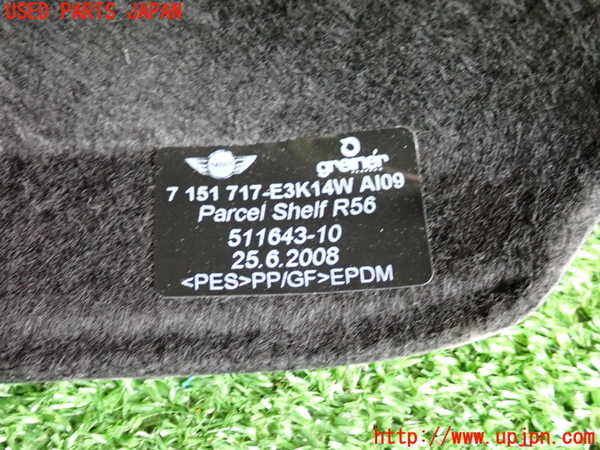 USED PARTS JAPAN
MINI
greiner
7 151 717-E3K14W AI09
Parcel Shelf R56
511643-10
25.6.2008
<PES>PP/GF>EPDM
http://www.upjpn.com